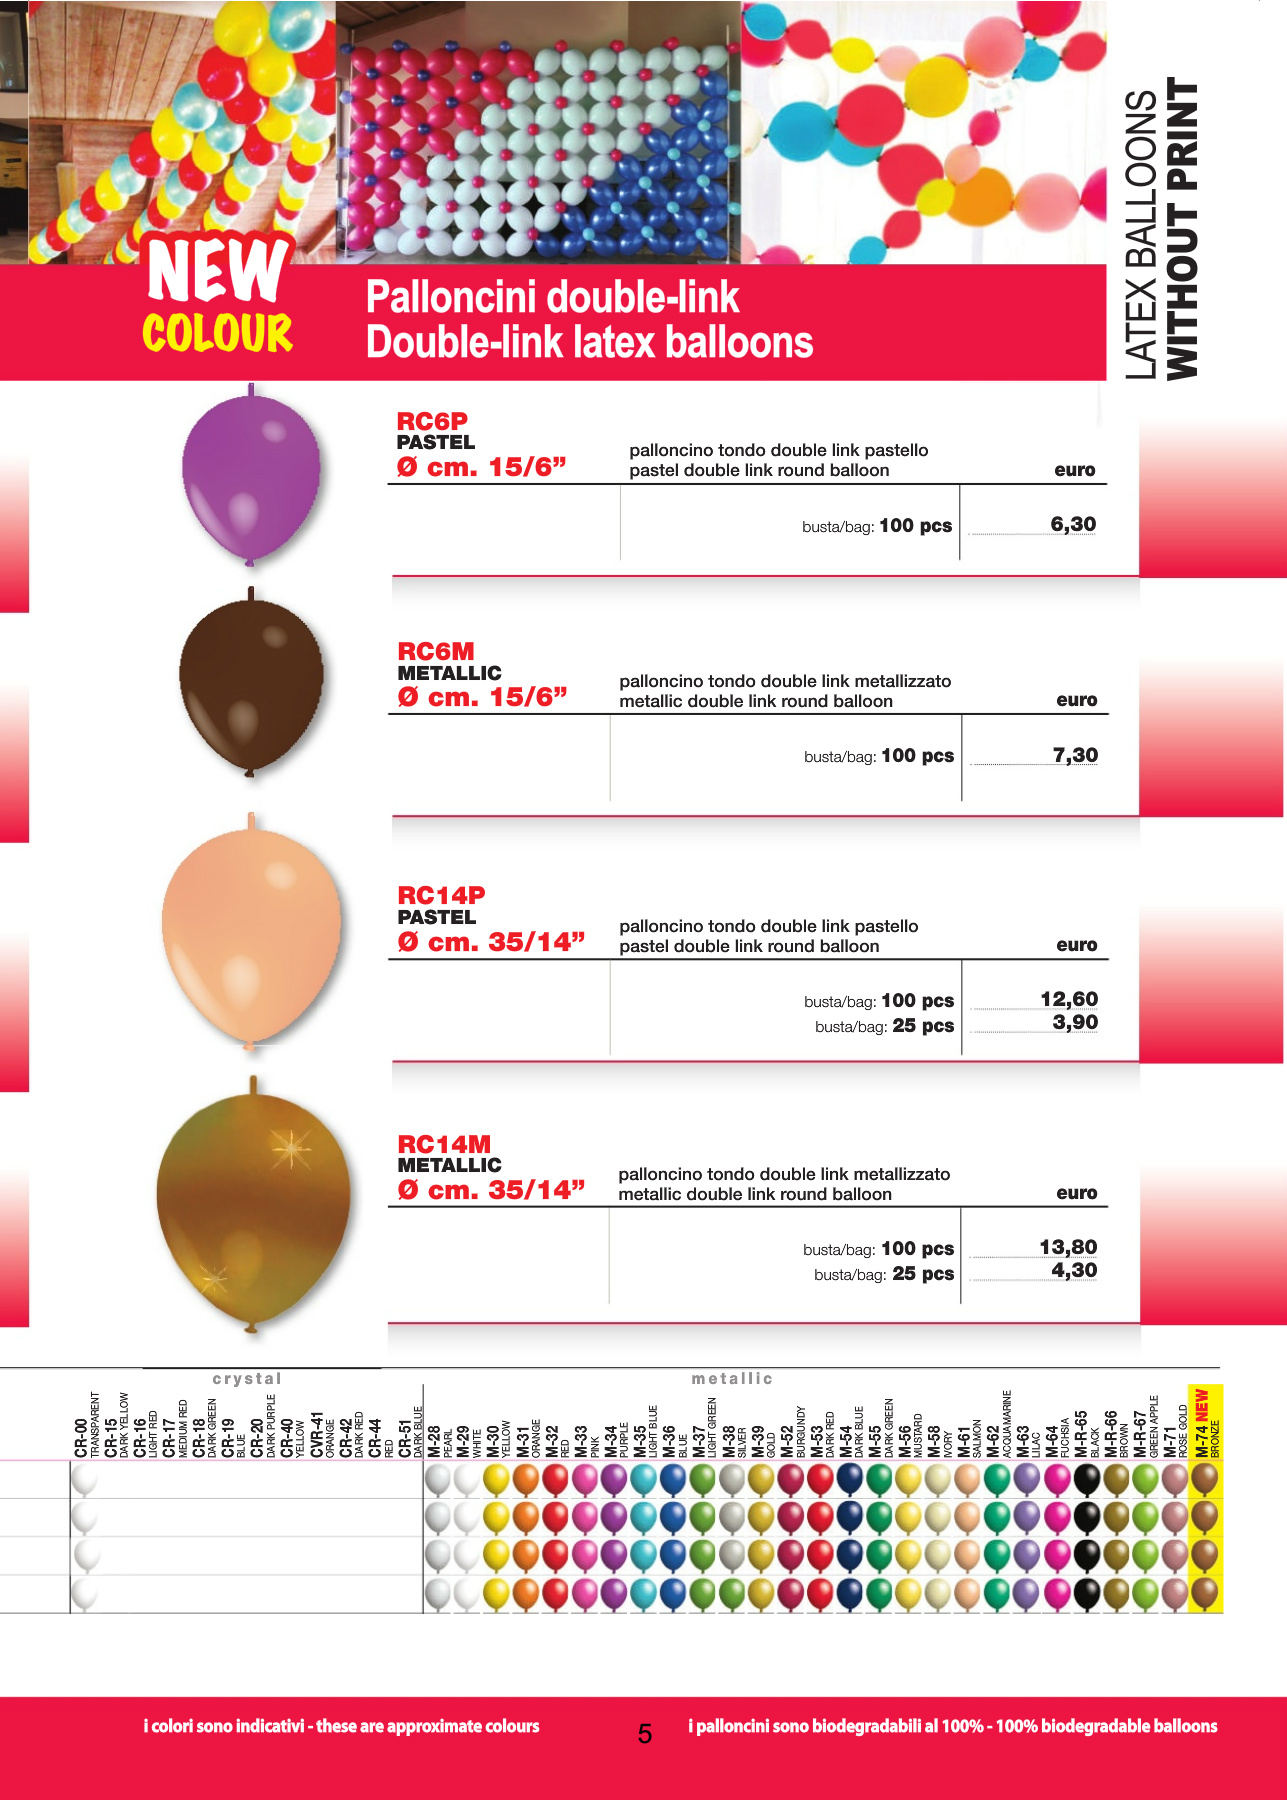 LATEX BALLOONS
WITHOUT PRINT
NEW
COLOUR
Palloncini double-link
Double-link latex balloons
RC6P
PASTEL
Ø cm. 15/6”
palloncino tondo double link pastello
pastel double link round balloon
euro
busta/bag: 100 pcs
6,30
RC6M
METALLIC
Ø cm. 15/6”
palloncino tondo double link metallizzato
metallic double link round balloon
euro
busta/bag: 100 pcs
7,30
RC14P
PASTEL
Ø cm. 35/14”
palloncino tondo double link pastello
pastel double link round balloon
euro
busta/bag: 100 pcs
12,60
busta/bag: 25 pcs
3,90
RC14M
METALLIC
Ø cm. 35/14”
palloncino tondo double link metallizzato
metallic double link round balloon
euro
busta/bag: 100 pcs
13,80
busta/bag: 25 pcs
4,30
crystal
metallic
CR-00
TRANSPARENT
CR-15
DARK YELLOW
CR-16
LIGHT RED
CR-17
MEDIUM RED
CR-18
DARK GREEN
CR-19
BLUE
CR-20
DARK PURPLE
CR-40
YELLOW
CVR-41
ORANGE
CR-42
DARK RED
CR-44
RED
CR-51
DARK BLUE
M-28
PEARL
M-29
WHITE
M-30
YELLOW
M-31
ORANGE
M-32
RED
M-33
PINK
M-34
PURPLE
M-35
LIGHT BLUE
M-36
BLUE
M-37
LIGHT GREEN
M-38
SILVER
M-39
GOLD
M-52
BURGUNDY
M-53
DARK RED
M-54
DARK BLUE
M-55
DARK GREEN
M-56
MUSTARD
M-58
IVORY
M-61
SALMON
M-62
ACQUAMARINE
M-63
LILAC
M-64
FUCHSIA
M-R-65
BLACK
M-R-66
BROWN
M-R-67
GREEN APPLE
M-71
ROSE GOLD
M-74 NEW
BRONZE
i colori sono indicativi - these are approximate colours
5
i palloncini sono biodegradabili al 100% - 100% biodegradable balloons